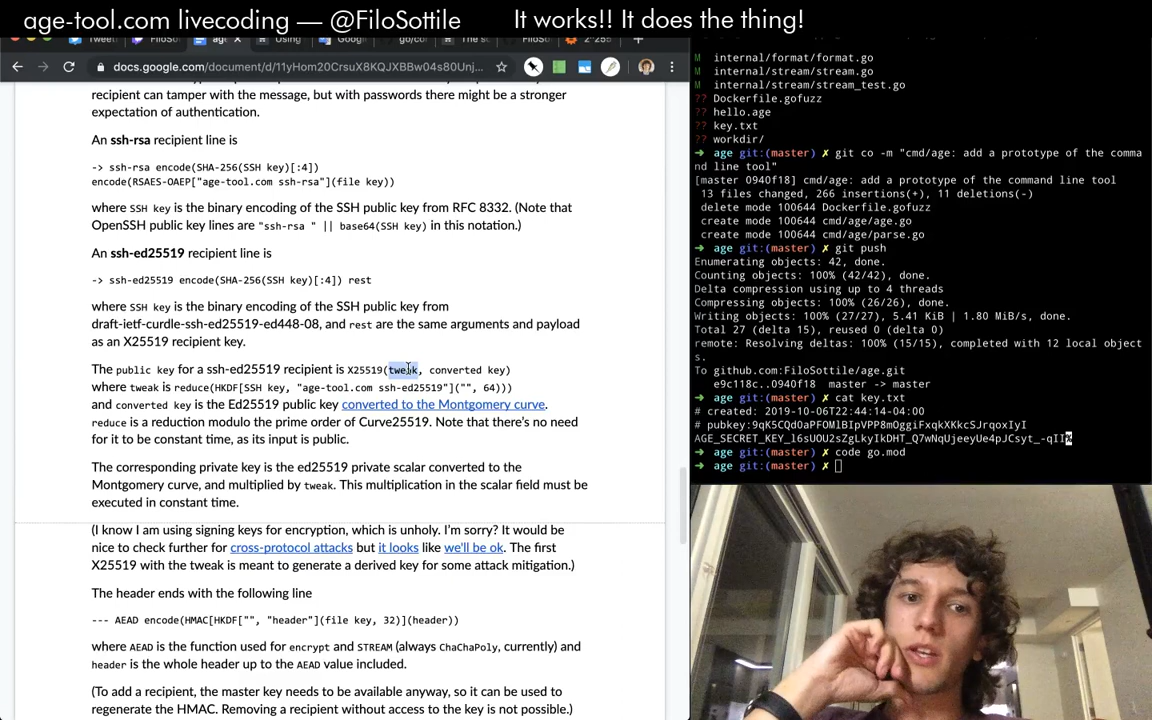 age-tool.com livecoding — @FiloSottile
It works!! It does the thing!
Tweet
FiloS
age
Using
Googl
go/co
The s
FiloS
docs.google.com/document/d/11yHom20CrsuX8KQJXBBw04s80Unj...
recipient can tamper with the message, but with passwords there might be a stronger
expectation of authentication.
An ssh-rsa recipient line is
-> ssh-rsa encode(SHA-256(SSH key)[:4])
encode(RSAES-OAEP["age-tool.com ssh-rsa"](file key))
where SSH key is the binary encoding of the SSH public key from RFC 8332. (Note that
OpenSSH public key lines are "ssh-rsa " || base64(SSH key) in this notation.)
An ssh-ed25519 recipient line is
-> ssh-ed25519 encode(SHA-256(SSH key)[:4]) rest
where SSH key is the binary encoding of the SSH public key from
draft-ietf-curdle-ssh-ed25519-ed448-08, and rest are the same arguments and payload
as an X25519 recipient key.
The public key for a ssh-ed25519 recipient is X25519(tweak, converted key)
where tweak is reduce(HKDF[SSH key, "age-tool.com ssh-ed25519"]("", 64)))
and converted key is the Ed25519 public key converted to the Montgomery curve.
reduce is a reduction modulo the prime order of Curve25519. Note that there's no need
for it to be constant time, as its input is public.
The corresponding private key is the ed25519 private scalar converted to the
Montgomery curve, and multiplied by tweak. This multiplication in the scalar field must be
executed in constant time.
(I know I am using signing keys for encryption, which is unholy. I'm sorry? It would be
nice to check further for cross-protocol attacks but it looks like we'll be ok. The first
X25519 with the tweak is meant to generate a derived key for some attack mitigation.)
The header ends with the following line
--- AEAD encode(HMAC[HKDF["", "header"](file key, 32)](header))
where AEAD is the function used for encrypt and STREAM (always ChaChaPoly, currently) and
header is the whole header up to the AEAD value included.
(To add a recipient, the master key needs to be available anyway, so it can be used to
regenerate the HMAC. Removing a recipient without access to the key is not possible.)
M internal/format/format.go
M internal/stream/stream.go
M internal/stream/stream_test.go
?? Dockerfile.gofuzz
?? hello.age
?? key.txt
?? workdir/
➜ age git:(master) ✗ git co -m "cmd/age: add a prototype of the comma
nd line tool"
[master 0940f18] cmd/age: add a prototype of the command line tool
13 files changed, 266 insertions(+), 11 deletions(-)
delete mode 100644 Dockerfile.gofuzz
create mode 100644 cmd/age/age.go
create mode 100644 cmd/age/parse.go
➜ age git:(master) ✗ git push
Enumerating objects: 42, done.
Counting objects: 100% (42/42), done.
Delta compression using up to 4 threads
Compressing objects: 100% (26/26), done.
Writing objects: 100% (27/27), 5.41 KiB | 1.80 MiB/s, done.
Total 27 (delta 15), reused 0 (delta 0)
remote: Resolving deltas: 100% (15/15), completed with 12 local object
s.
To github.com:FiloSottile/age.git
e9c118c..0940f18 master -> master
➜ age git:(master) ✗ cat key.txt
# created: 2019-10-06T22:44:14-04:00
# pubkey:9qK5CQdOaPFOMlBIpVPP8mOggiFxqkXKkcSJrqoxIyI
AGE_SECRET_KEY_l6sUOU2sZgLkyIkDHT_Q7wNqUjeeyUe4pJCsyt_-qII%
➜ age git:(master) ✗ code go.mod
➜ age git:(master) ✗